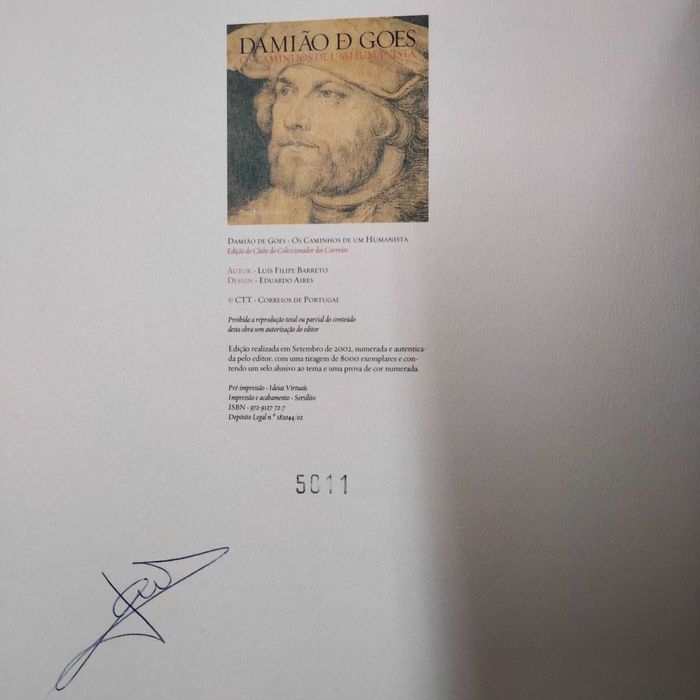 DAMIÃO Ð GOES
OS CAMINHOS DE UM HUMANISTA
DAMIÃO DE GOES - OS CAMINHOS DE UM HUMANISTA
Edição do Clube do Coleccionador dos Correios
AUTOR - LUÍS FILIPE BARRETO
DESIGN - EDUARDO AIRES
© CTT - CORREIOS DE PORTUGAL
Proibida a reprodução total ou parcial do conteúdo
desta obra sem autorização do editor
Edição realizada em Setembro de 2002, numerada e autentica-
da pelo editor, com uma tiragem de 8000 exemplares e con-
tendo um selo alusivo ao tema e uma prova de cor numerada.
Pré-impressão - Ideias Virtuais
Impressão e acabamento - Sersilito
ISBN - 972-9127-72-7
Depósito Legal n.º 182044/02
5011